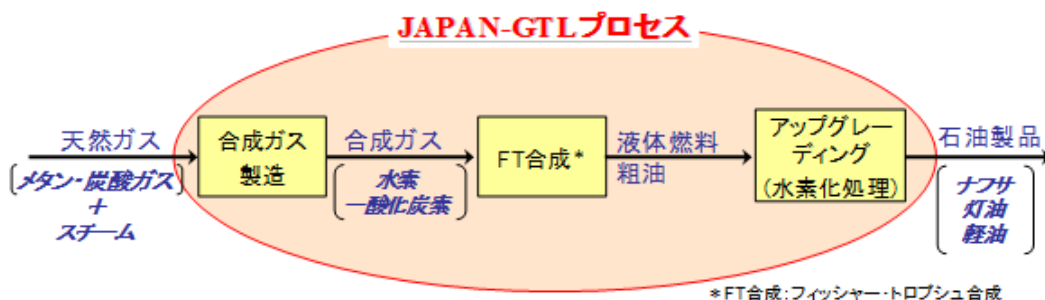 JAPAN-GTLプロセス
天然ガス
メタン・炭酸ガス
+
スチーム
合成ガス
製造
合成ガス
水素
一酸化炭素
FT合成*
液体燃料
粗油
アップグレー
ディング
(水素化処理)
石油製品
ナフサ
灯油
軽油
*FT合成:フィッシャー・トロプシュ合成